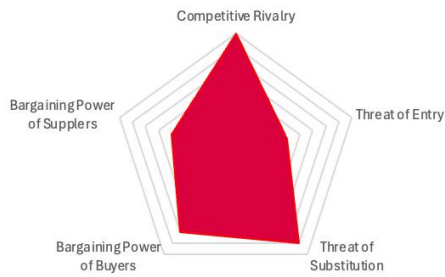 Competitive Rivalry
Bargaining Power
of Supplers
Threat of Entry
Bargaining Power
of Buyers
Threat of
Substitution